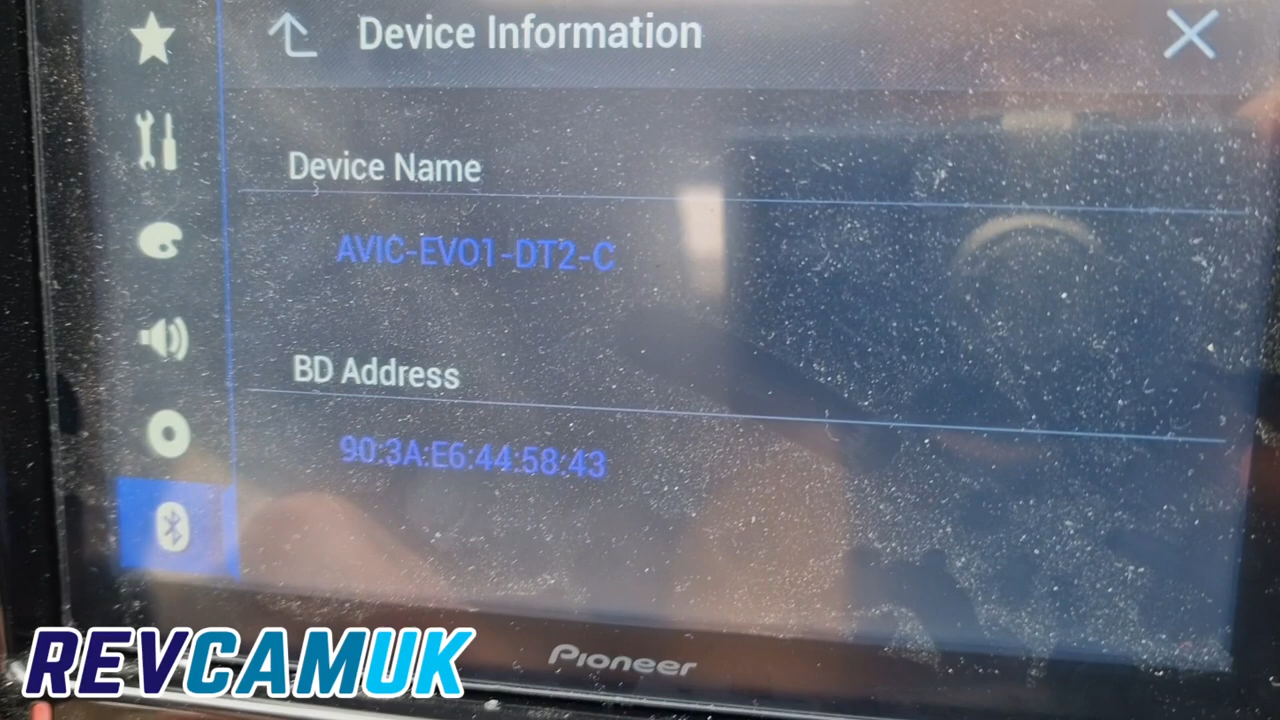 Device Information
Device Name
AVIC-EVO1-DT2-C
BD Address
90:3A:E6:44:58:43
Pioneer
REVCAMUK